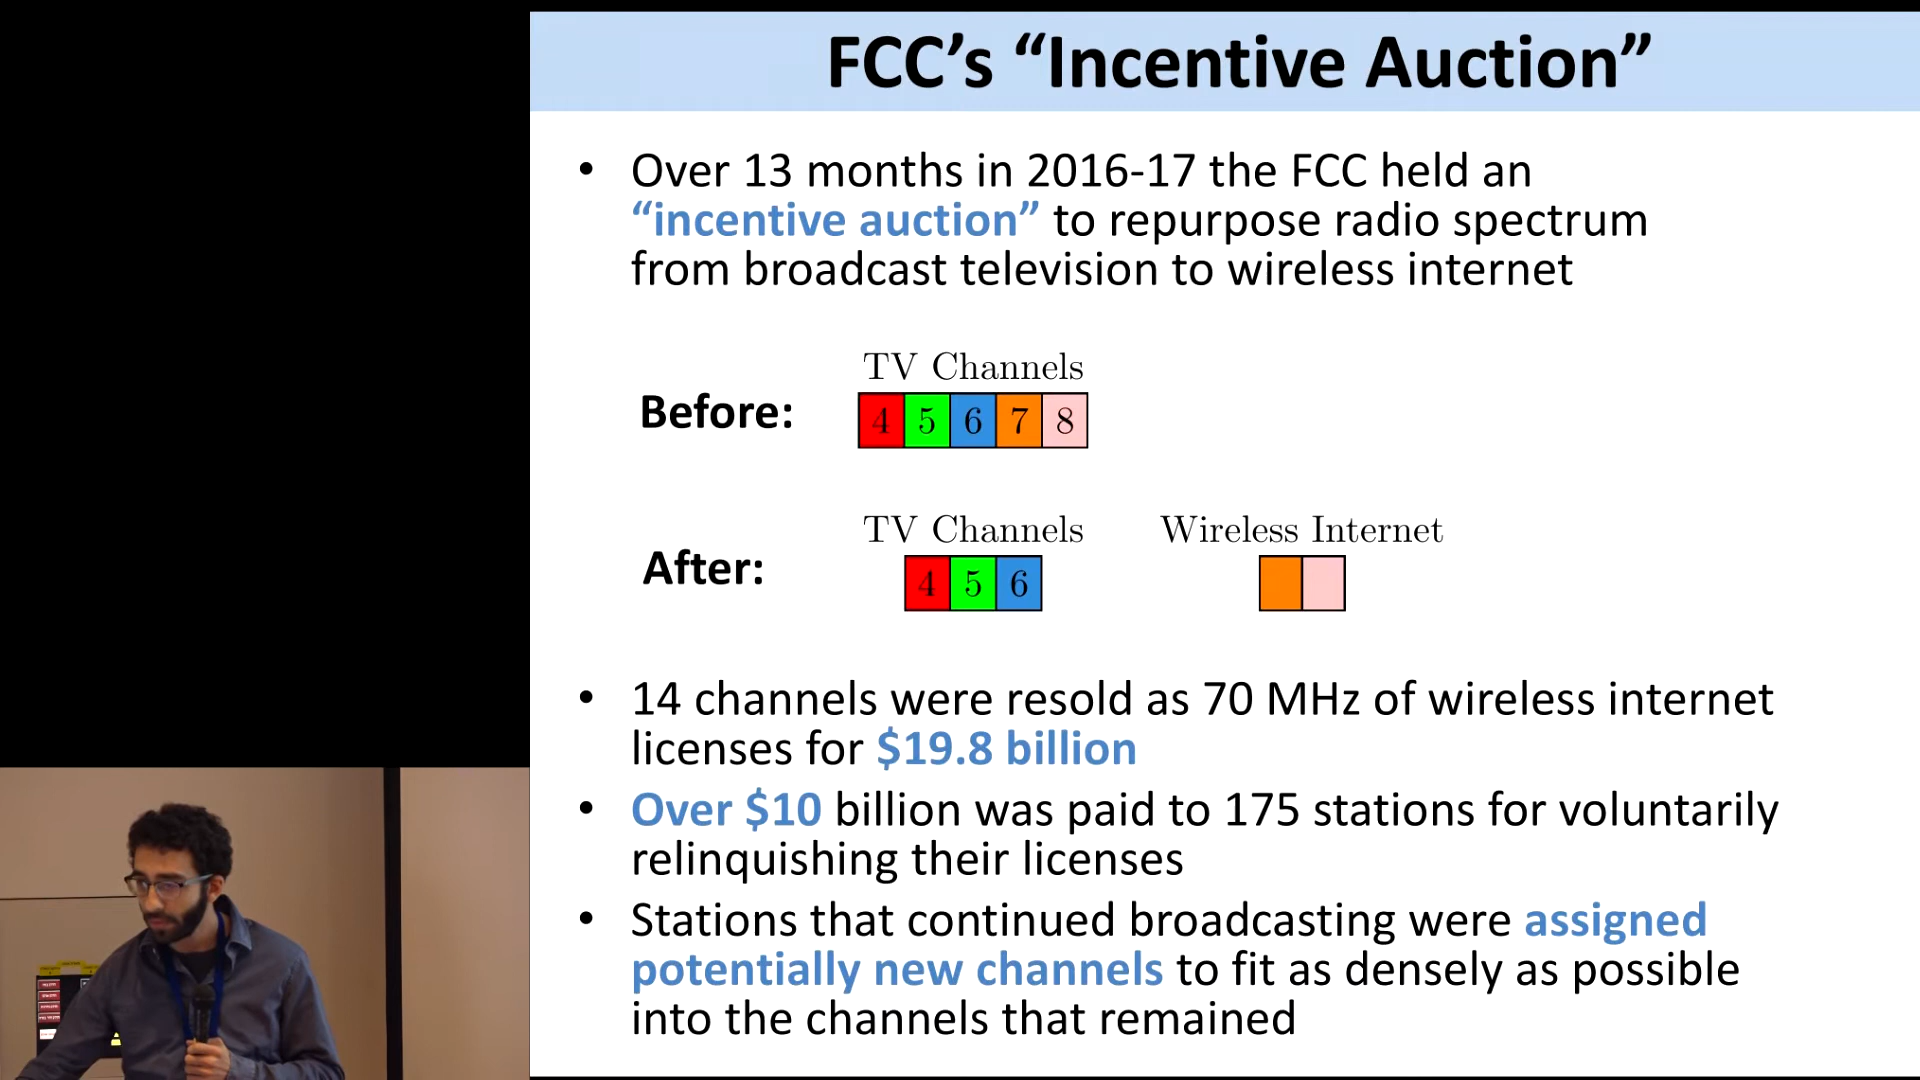 FCC's “Incentive Auction”
• Over 13 months in 2016-17 the FCC held an
“incentive auction” to repurpose radio spectrum
from broadcast television to wireless internet
TV Channels
Before:
4 5 6 7 8
TV Channels Wireless Internet
After:
4 5 6
• 14 channels were resold as 70 MHz of wireless internet
licenses for $19.8 billion
• Over $10 billion was paid to 175 stations for voluntarily
relinquishing their licenses
• Stations that continued broadcasting were assigned
potentially new channels to fit as densely as possible
into the channels that remained